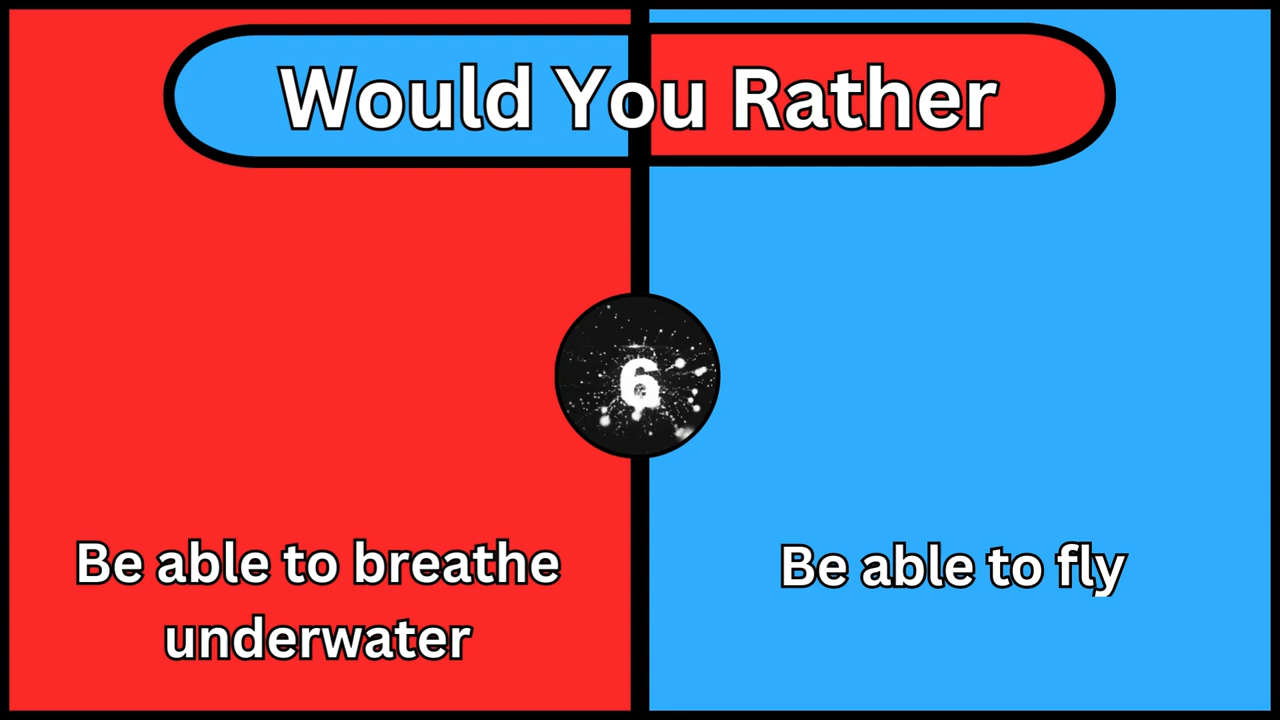 Would You Rather
6
Be able to breathe
underwater
Be able to fly